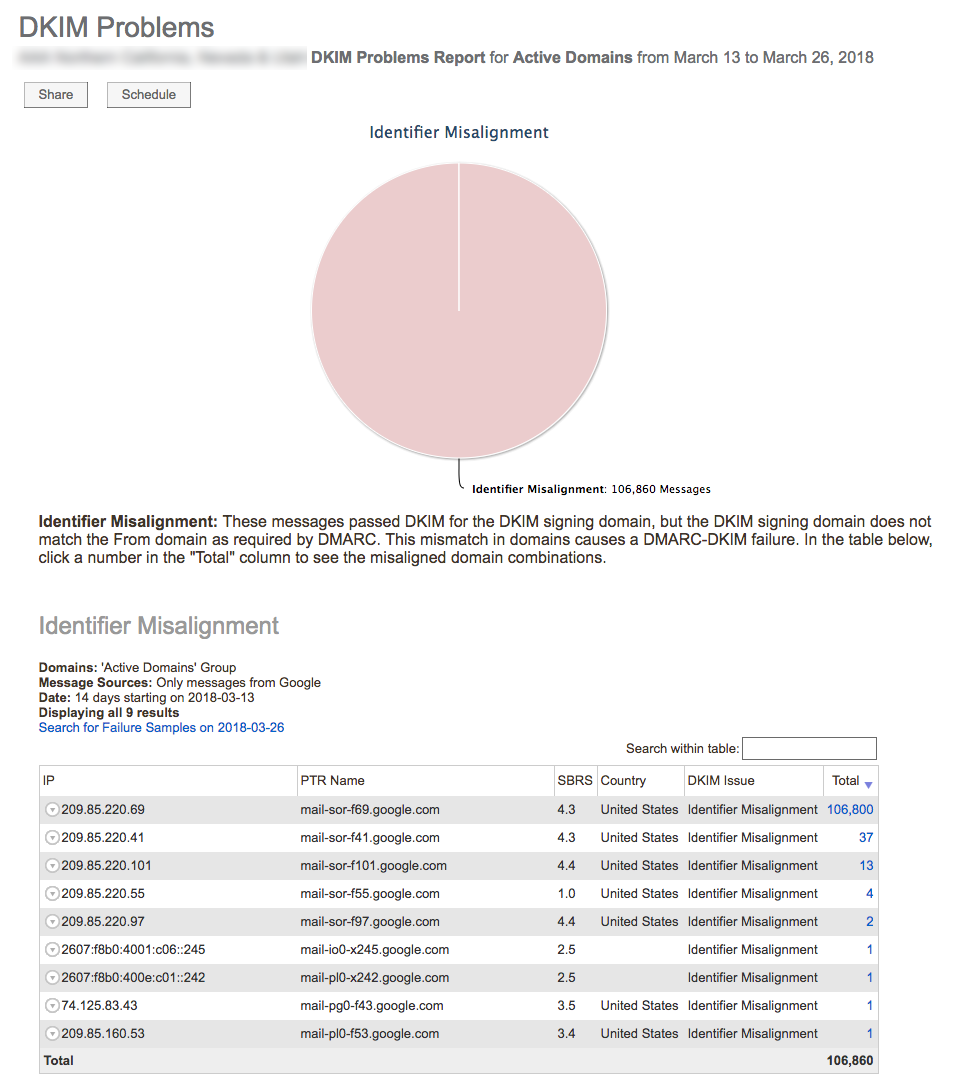 DKIM Problems
DKIM Problems Report for Active Domains from March 13 to March 26, 2018
Share Schedule
Identifier Misalignment
Identifier Misalignment: 106,860 Messages
Identifier Misalignment: These messages passed DKIM for the DKIM signing domain, but the DKIM signing domain does not
match the From domain as required by DMARC. This mismatch in domains causes a DMARC-DKIM failure. In the table below,
click a number in the "Total" column to see the misaligned domain combinations.
Identifier Misalignment
Domains: 'Active Domains' Group
Message Sources: Only messages from Google
Date: 14 days starting on 2018-03-13
Displaying all 9 results
Search for Failure Samples on 2018-03-26
Search within table:
IP PTR Name SBRS Country DKIM Issue Total
209.85.220.69 mail-sor-f69.google.com 4.3 United States Identifier Misalignment 106,800
209.85.220.41 mail-sor-f41.google.com 4.3 United States Identifier Misalignment 37
209.85.220.101 mail-sor-f101.google.com 4.4 United States Identifier Misalignment 13
209.85.220.55 mail-sor-f55.google.com 1.0 United States Identifier Misalignment 4
209.85.220.97 mail-sor-f97.google.com 4.4 United States Identifier Misalignment 2
2607:f8b0:4001:c06::245 mail-io0-x245.google.com 2.5 Identifier Misalignment 1
2607:f8b0:400e:c01::242 mail-pl0-x242.google.com 2.5 Identifier Misalignment 1
74.125.83.43 mail-pg0-f43.google.com 3.5 United States Identifier Misalignment 1
209.85.160.53 mail-pl0-f53.google.com 3.4 United States Identifier Misalignment 1
Total 106,860